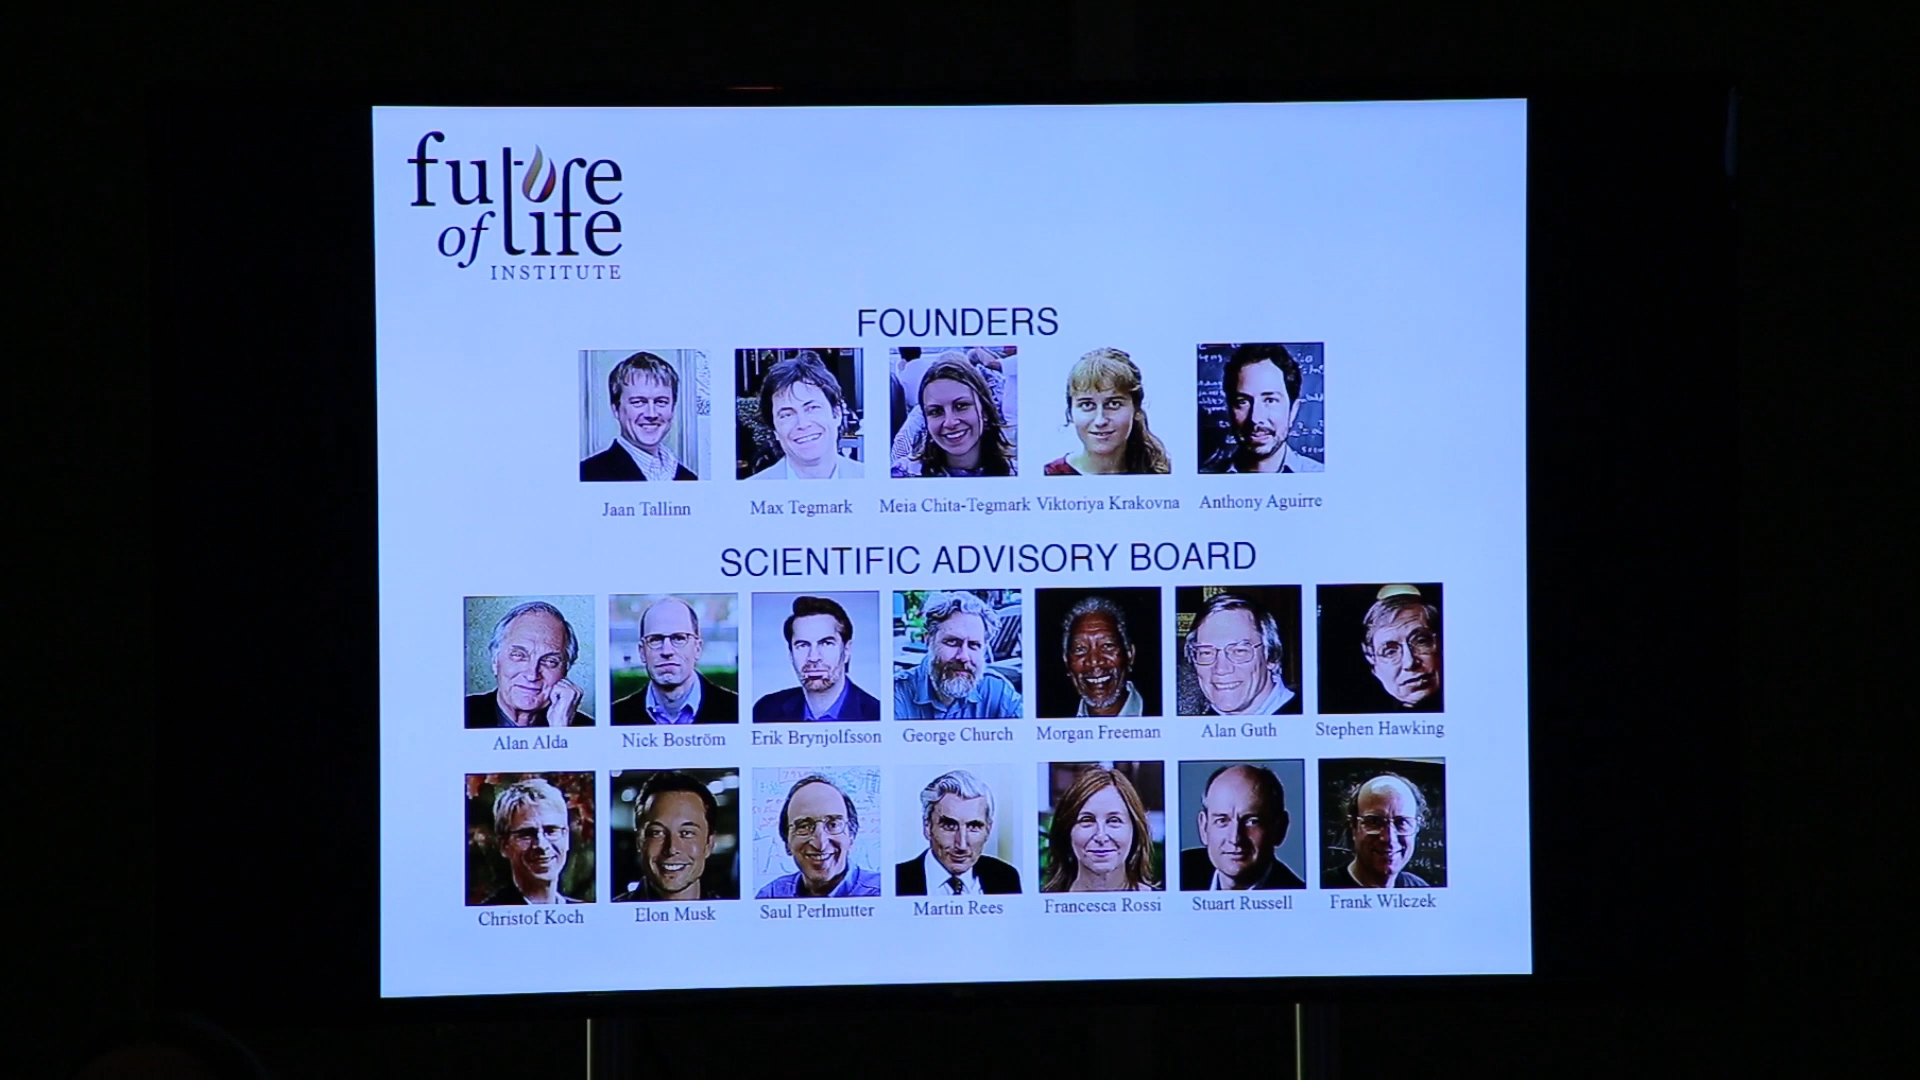 future
of life
INSTITUTE
FOUNDERS
Jaan Tallinn Max Tegmark Meia Chita-Tegmark Viktoriya Krakovna Anthony Aguirre
SCIENTIFIC ADVISORY BOARD
Alan Alda Nick Boström Erik Brynjolfsson George Church Morgan Freeman Alan Guth Stephen Hawking
Christof Koch Elon Musk Saul Perlmutter Martin Rees Francesca Rossi Stuart Russell Frank Wilczek